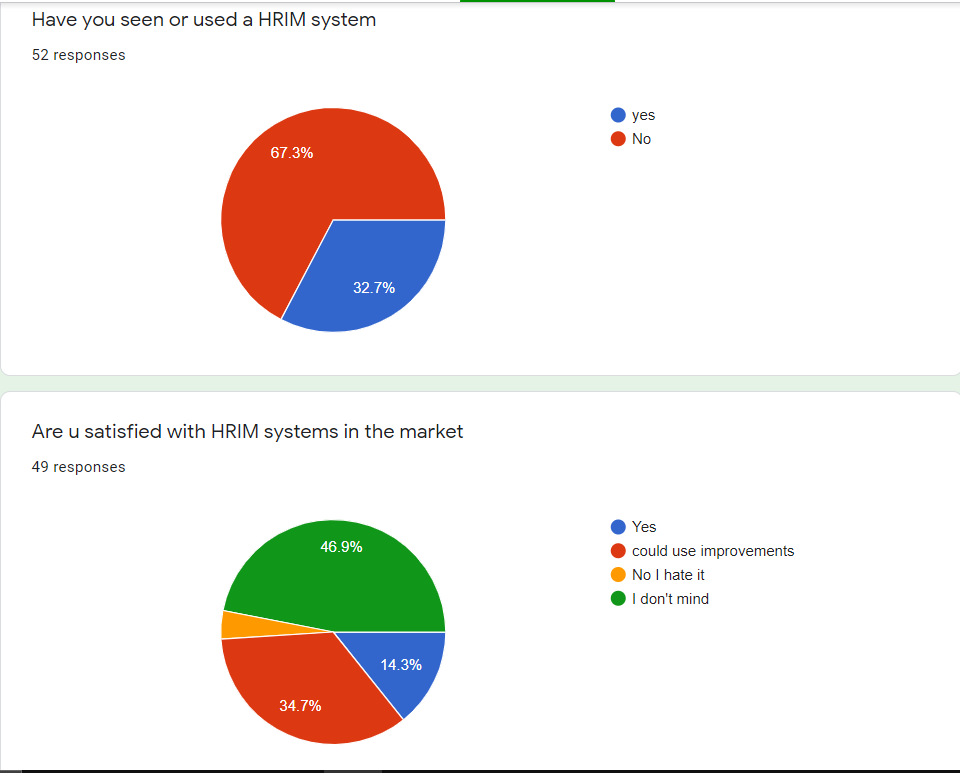 Have you seen or used a HRIM system
52 responses
67.3%
32.7%
yes
No
Are u satisfied with HRIM systems in the market
49 responses
46.9%
14.3%
34.7%
Yes
could use improvements
No I hate it
I don't mind